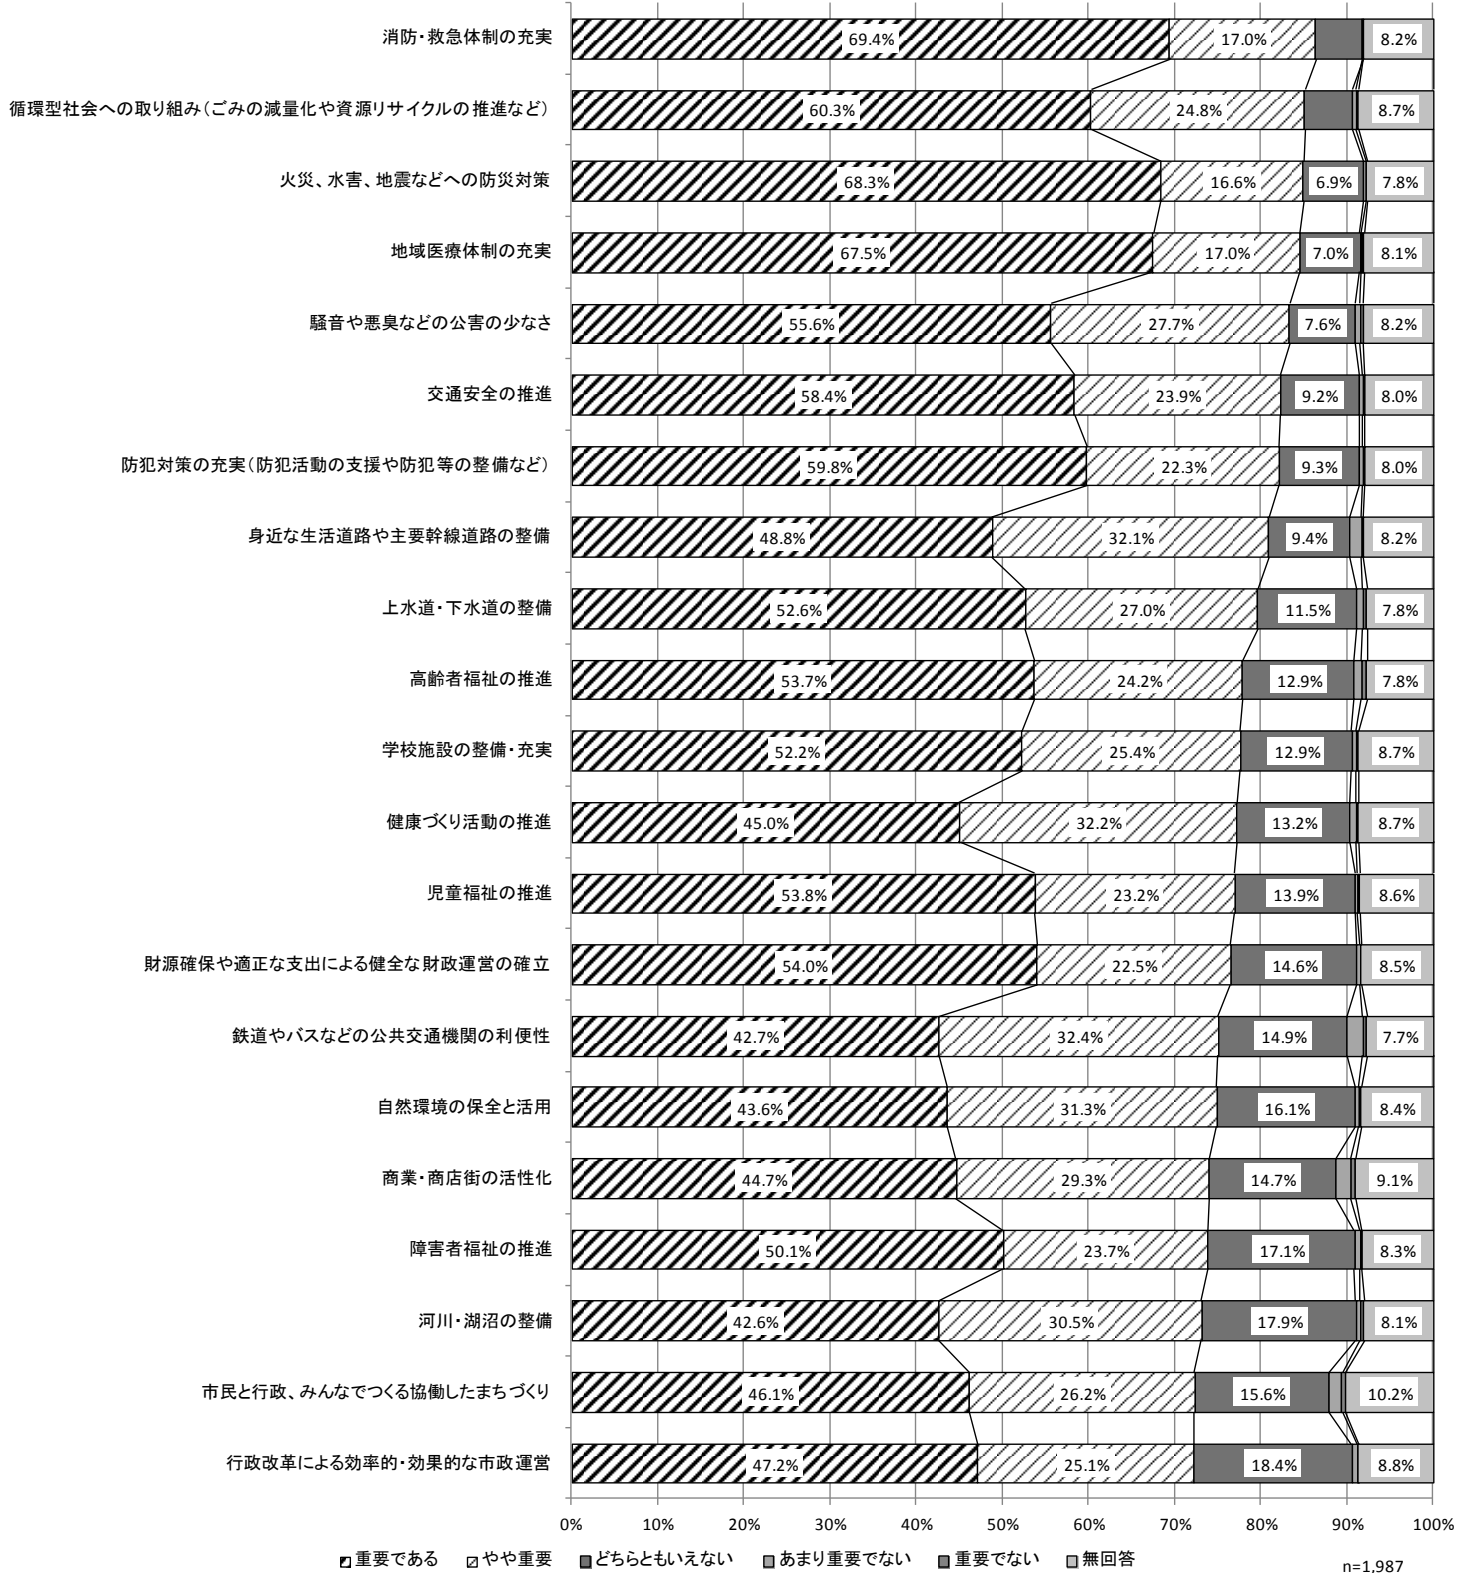 消防・救急体制の充実 69.4% 17.0% 8.2%
循環型社会への取り組み（ごみの減量化や資源リサイクルの推進など） 60.3% 24.8% 8.7%
火災、水害、地震などへの防災対策 68.3% 16.6% 6.9% 7.8%
地域医療体制の充実 67.5% 17.0% 7.0% 8.1%
騒音や悪臭などの公害の少なさ 55.6% 27.7% 7.6% 8.2%
交通安全の推進 58.4% 23.9% 9.2% 8.0%
防犯対策の充実（防犯活動の支援や防犯等の整備など） 59.8% 22.3% 9.3% 8.0%
身近な生活道路や主要幹線道路の整備 48.8% 32.1% 9.4% 8.2%
上水道・下水道の整備 52.6% 27.0% 11.5% 7.8%
高齢者福祉の推進 53.7% 24.2% 12.9% 7.8%
学校施設の整備・充実 52.2% 25.4% 12.9% 8.7%
健康づくり活動の推進 45.0% 32.2% 13.2% 8.7%
児童福祉の推進 53.8% 23.2% 13.9% 8.6%
財源確保や適正な支出による健全な財政運営の確立 54.0% 22.5% 14.6% 8.5%
鉄道やバスなどの公共交通機関の利便性 42.7% 32.4% 14.9% 7.7%
自然環境の保全と活用 43.6% 31.3% 16.1% 8.4%
商業・商店街の活性化 44.7% 29.3% 14.7% 9.1%
障害者福祉の推進 50.1% 23.7% 17.1% 8.3%
河川・湖沼の整備 42.6% 30.5% 17.9% 8.1%
市民と行政、みんなでつくる協働したまちづくり 46.1% 26.2% 15.6% 10.2%
行政改革による効率的・効果的な市政運営 47.2% 25.1% 18.4% 8.8%
0% 10% 20% 30% 40% 50% 60% 70% 80% 90% 100%
重要である やや重要 どちらともいえない あまり重要でない 重要でない 無回答
n=1,987